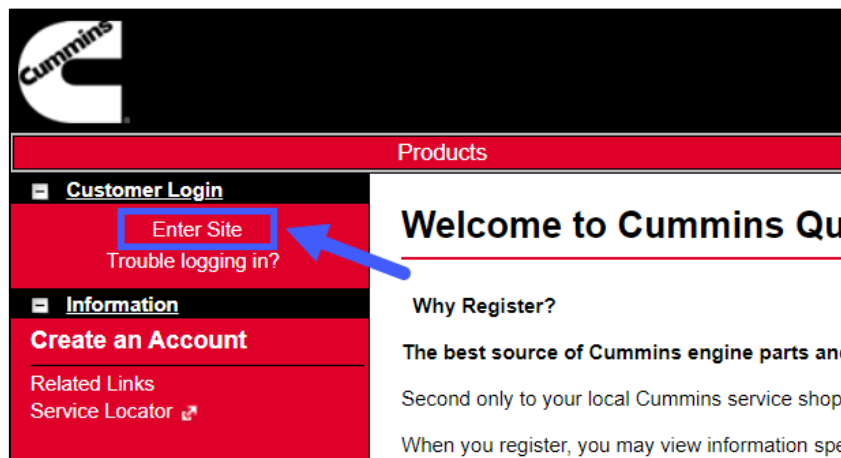 Cummins
Products
Customer Login
Enter Site
Trouble logging in?
Information
Create an Account
Related Links
Service Locator
Welcome to Cummins Qu
Why Register?
The best source of Cummins engine parts an
Second only to your local Cummins service shop
When you register, you may view information spe